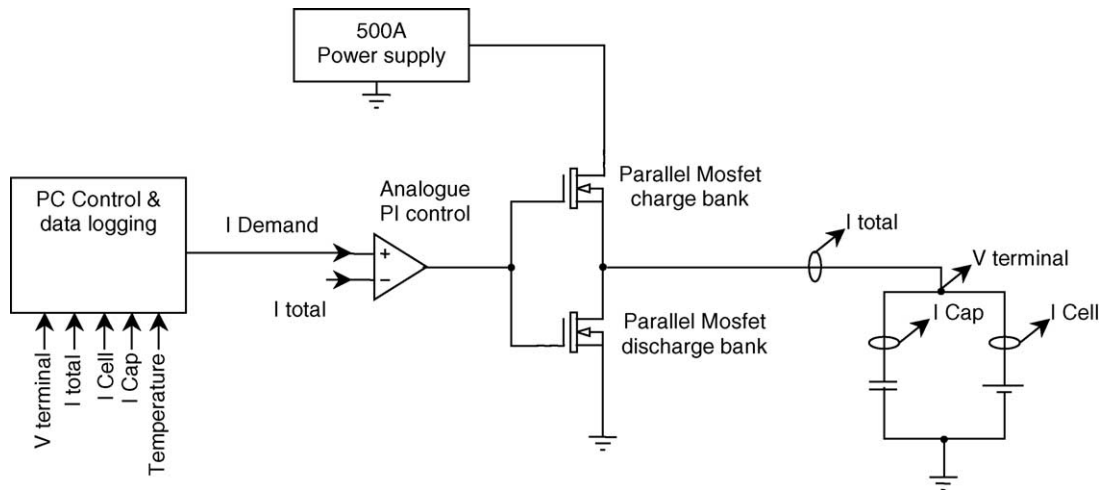 500A
Power supply
PC Control &
data logging
I Demand
Analogue
PI control
+
−
I total
Parallel Mosfet
charge bank
Parallel Mosfet
discharge bank
I total
V terminal
I Cap
I Cell
V terminal
I total
I Cell
I Cap
Temperature